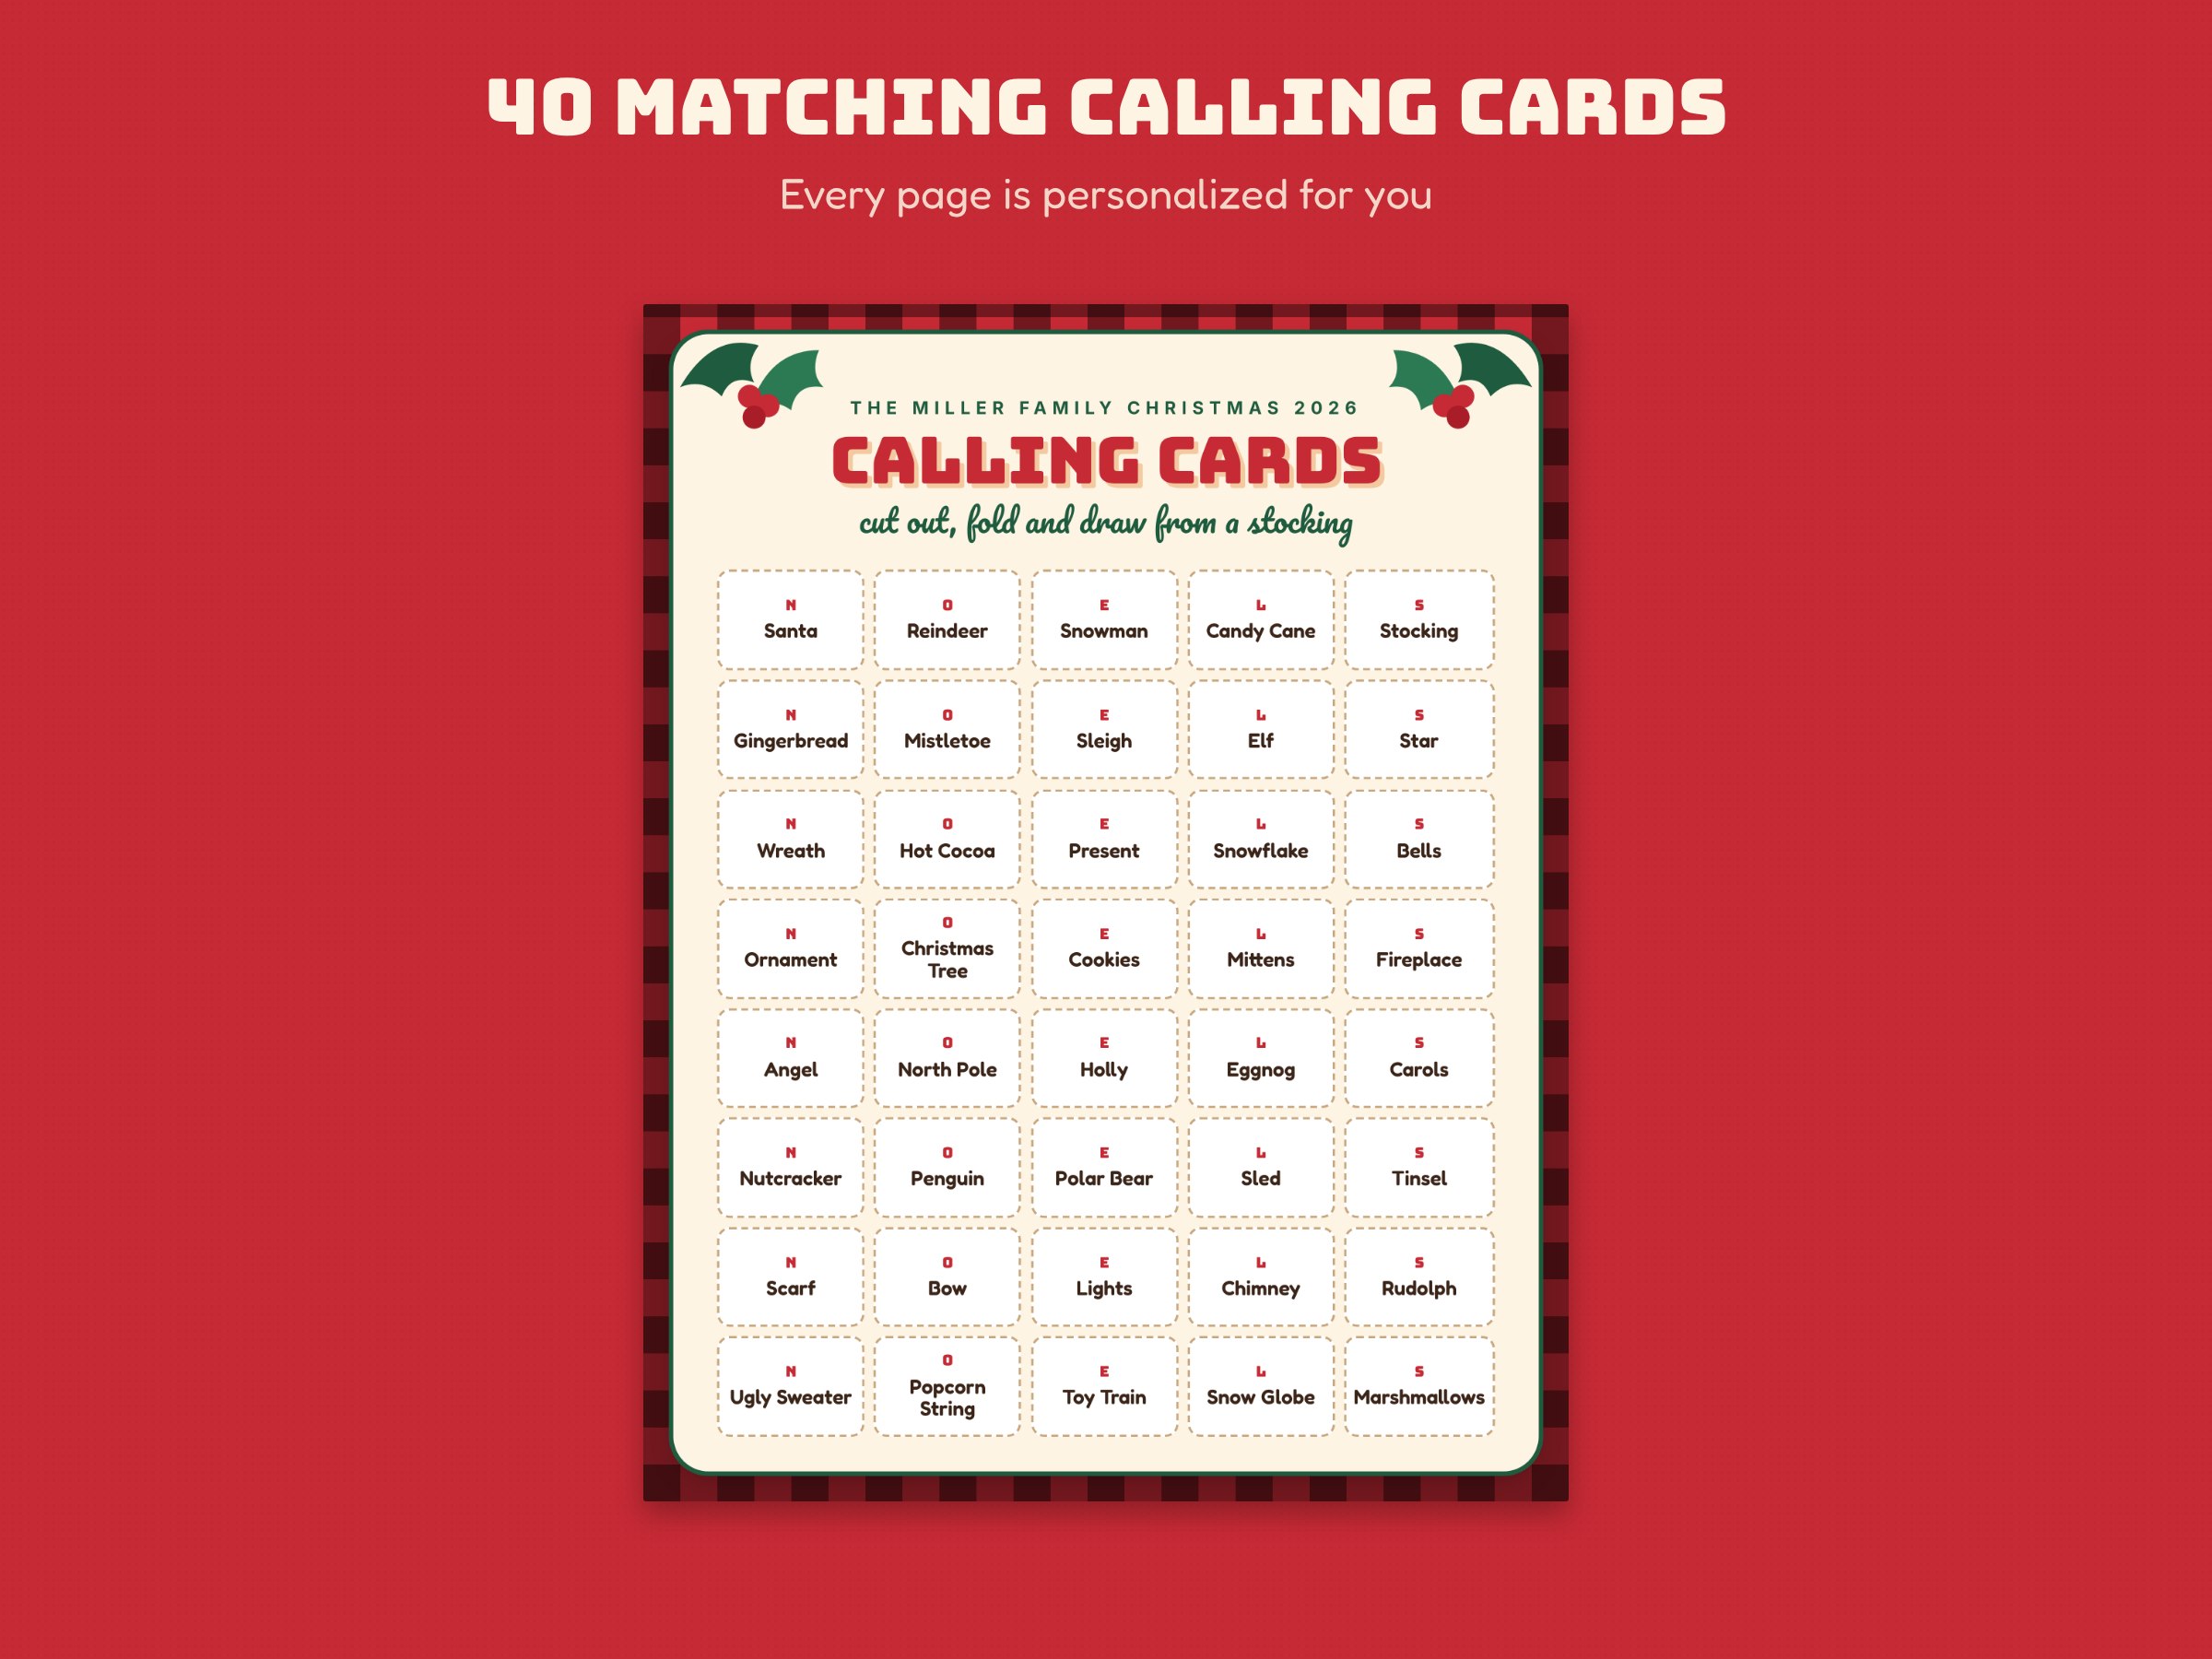 40 MATCHING CALLING CARDS
Every page is personalized for you
THE MILLER FAMILY CHRISTMAS 2026
CALLING CARDS
cut out, fold and draw from a stocking
N O E L S
Santa Reindeer Snowman Candy Cane Stocking
N O E L S
Gingerbread Mistletoe Sleigh Elf Star
N O E L S
Wreath Hot Cocoa Present Snowflake Bells
N O E L S
Ornament Christmas Tree Cookies Mittens Fireplace
N O E L S
Angel North Pole Holly Eggnog Carols
N O E L S
Nutcracker Penguin Polar Bear Sled Tinsel
N O E L S
Scarf Bow Lights Chimney Rudolph
N O E L S
Ugly Sweater Popcorn String Toy Train Snow Globe Marshmallows